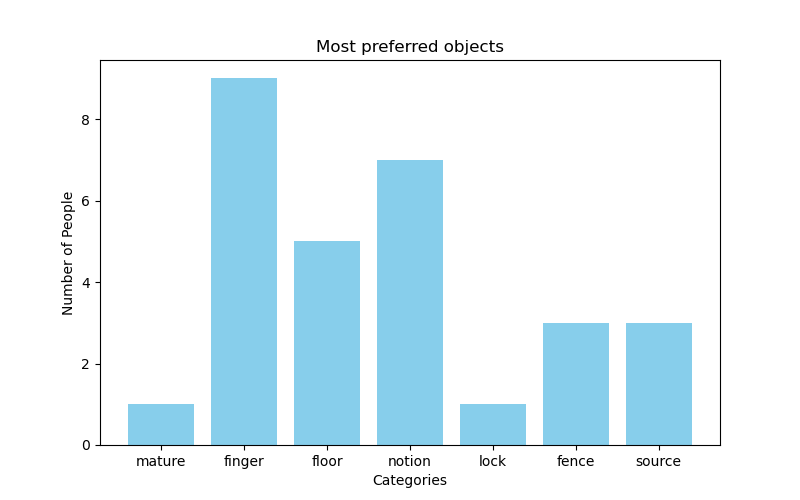 Most preferred objects
Number of People
8
6
4
2
0
mature finger floor notion lock fence source
Categories